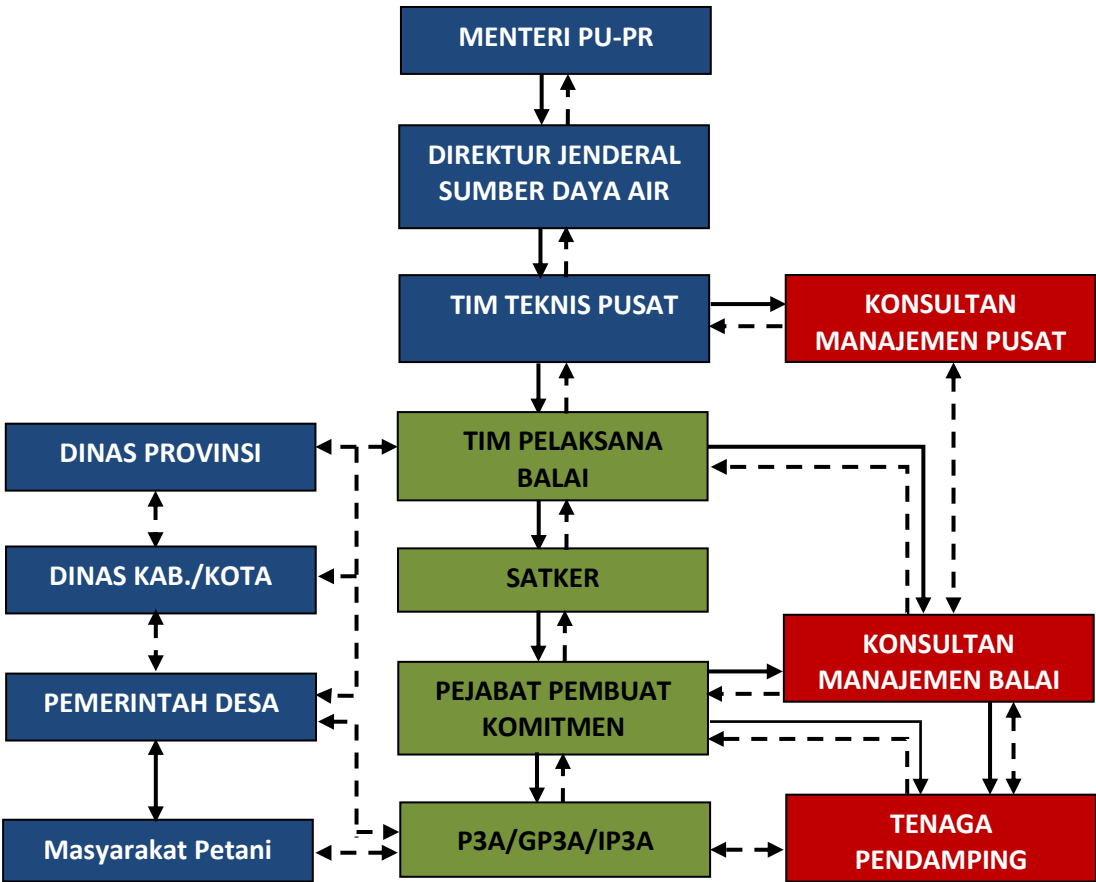 MENTERI PU-PR
DIREKTUR JENDERAL
SUMBER DAYA AIR
TIM TEKNIS PUSAT
KONSULTAN
MANAJEMEN PUSAT
DINAS PROVINSI
TIM PELAKSANA
BALAI
DINAS KAB./KOTA
SATKER
KONSULTAN
MANAJEMEN BALAI
PEMERINTAH DESA
PEJABAT PEMBUAT
KOMITMEN
Masyarakat Petani
P3A/GP3A/IP3A
TENAGA
PENDAMPING